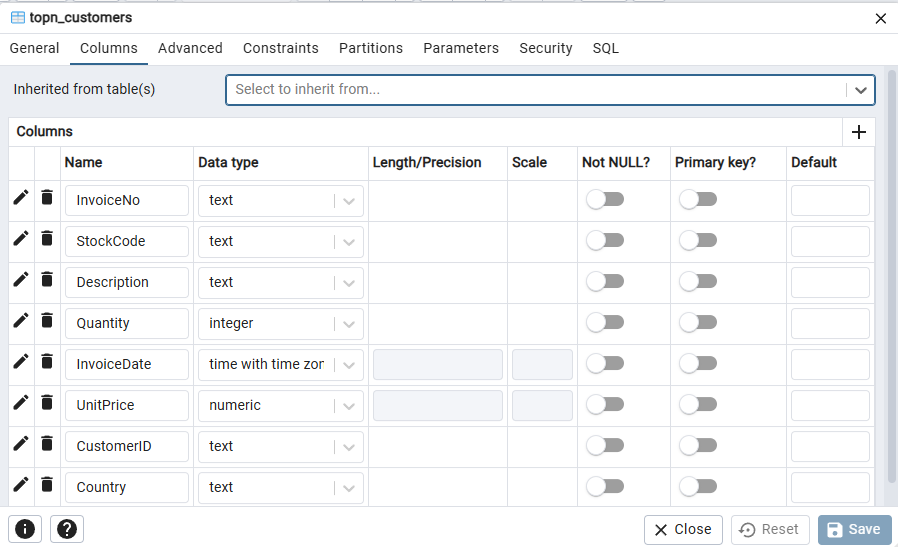 topn_customers
General Columns Advanced Constraints Partitions Parameters Security SQL
Inherited from table(s) Select to inherit from...
Columns
Name Data type Length/Precision Scale Not NULL? Primary key? Default
InvoiceNo text
StockCode text
Description text
Quantity integer
InvoiceDate time with time zor
UnitPrice numeric
CustomerID text
Country text
Close Reset Save